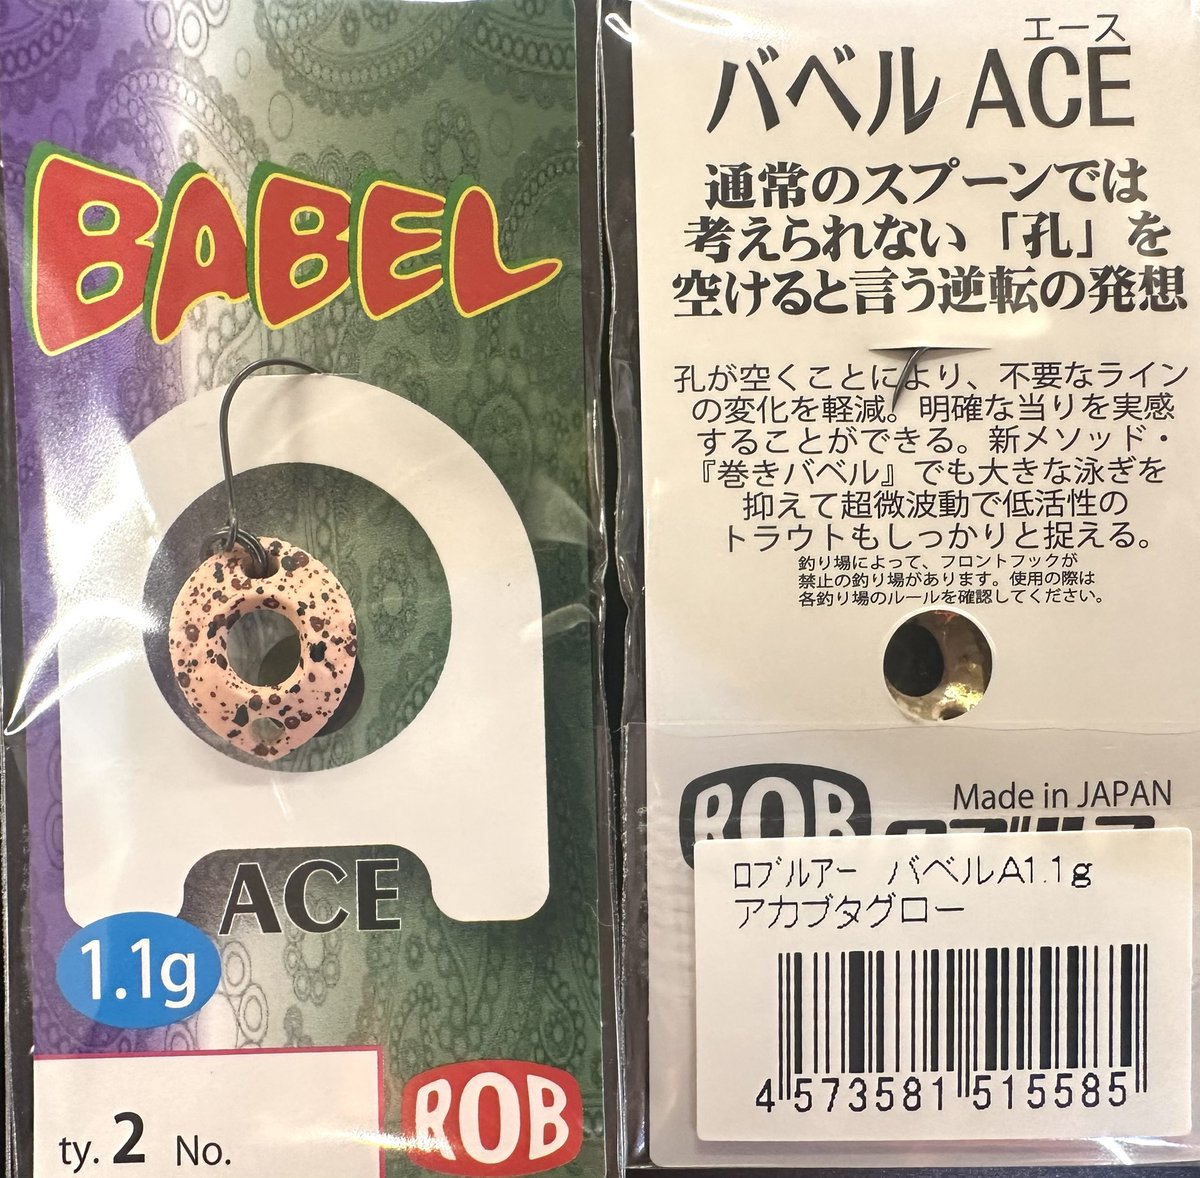 BABEL
ACE
1.1g
ty. 2 No.
ROB
エース
バベル ACE
通常のスプーンでは
考えられない「孔」を
空けると言う逆転の発想
孔が空くことにより、不要なライン
の変化を軽減。明確な当りを実感
することができる。新メソッド・
『巻きバベル』でも大きな泳ぎを
抑えて超微波動で低活性の
トラウトもしっかりと捉える。
釣り場によって、フロントフックが
禁止の釣り場があります。使用の際は
各釣り場のルールを確認してください。
ROB
Made in JAPAN
ロブルアー バベルA1.1g
アカブタグロー
4 573581 515585